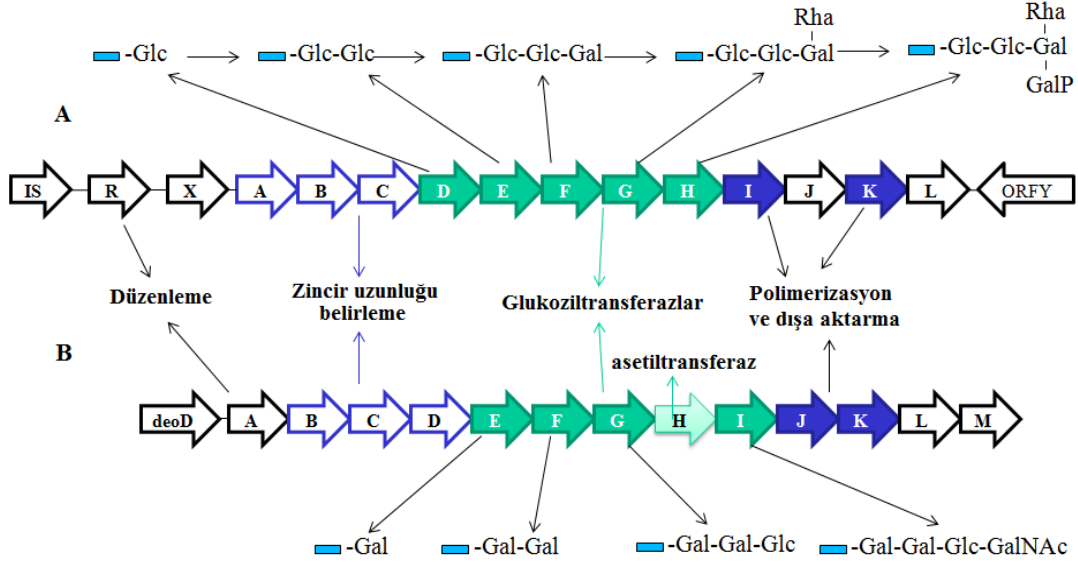 Rha
Rha
-Glc
-Glc-Glc
-Glc-Glc-Gal
-Glc-Glc-Gal
-Glc-Glc-Gal
GalP
A
IS
R
X
A
B
C
D
E
F
G
H
I
J
K
L
ORFY
Düzenleme
Zincir uzunluğu
belirleme
Glukoziltransferazlar
Polimerizasyon
ve dışa aktarma
B
asetiltransferaz
deoD
A
B
C
D
E
F
G
H
I
J
K
L
M
-Gal
-Gal-Gal
-Gal-Gal-Glc
-Gal-Gal-Glc-GalNAc